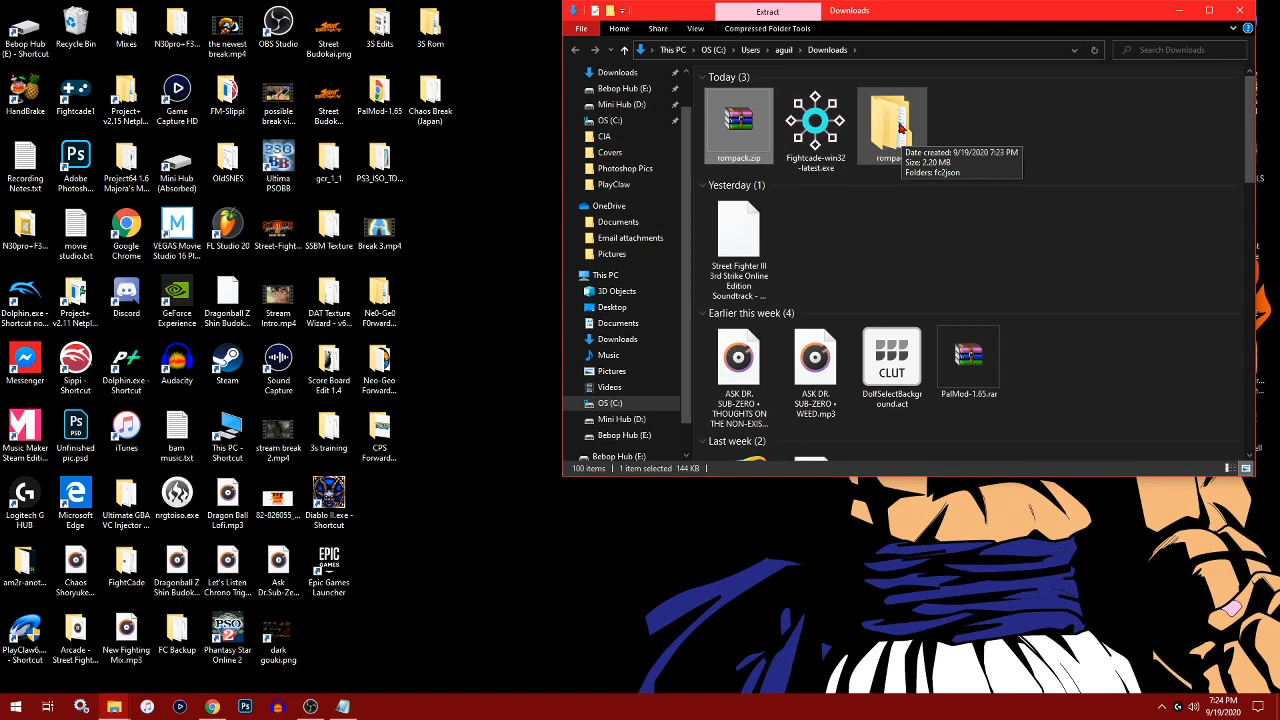 Extract
Downloads
File
Home
Share
View
Compressed Folder Tools
This PC
OS (C:)
Users
aguil
Downloads
Search Downloads
Downloads
Bebop Hub (E:)
Mini Hub (D:)
OS (C:)
CIA
Covers
Photoshop Pics
PlayClaw
OneDrive
Documents
Email attachments
Pictures
This PC
3D Objects
Desktop
Documents
Downloads
Music
Pictures
Videos
OS (C:)
Mini Hub (D:)
Bebop Hub (E:)
Bebop Hub (E:)
Today (3)
rompack.zip
Fightcade-win32
-latest.exe
Date created: 9/19/2020 7:23 PM
Size: 2.20 MB
Folders: fc2json
Yesterday (1)
Street Fighter III
3rd Strike Online
Edition
Soundtrack - ...
Earlier this week (4)
ASK DR.
SUB-ZERO •
THOUGHTS ON
THE NON-EXIS...
ASK DR.
SUB-ZERO •
WEED.mp3
CLUT
DolfSelectBackgr
ound.act
PalMod-1.65.rar
Last week (2)
100 items
1 item selected 144 KB
Bebop Hub
(E) - Shortcut
Recycle Bin
Mixes
N30pro+F3...
the newest
break.mp4
OBS Studio
Street
Budokai.png
3S Edits
3S Rom
HandBrake
Fightcade1
Project+
v2.15 Netpl...
Game
Capture HD
FM-Slippi
possible
break.mp4
Street
Budok...
PalMod-1.65
Chaos Break
(Japan)
Recording
Notes.txt
Adobe
Photosh...
Project64 1.6
Majora's M...
Mini Hub
(Absorbed)
OldSNES
Ultima
PSOBB
gcr_1_1
PS3_ISO_TO...
N30pro+F3...
movie
studio.txt
Google
Chrome
VEGAS Movie
Studio 16 Pl...
FL Studio 20
Street-Fight...
SSBM Texture
Break 3.mp4
Dolphin.exe -
Shortcut no...
Project+
v2.11 Netpl...
Discord
GeForce
Experience
Dragonball Z
Shin Budok...
Stream
Intro.mp4
DAT Texture
Wizard - v6...
Ne0-Ge0
F0rward...
Messenger
Sippi -
Shortcut
Dolphin.exe -
Shortcut
Audacity
Steam
Sound
Capture
Score Board
Edit 1.4
Neo-Geo
Forward...
Music Maker
Steam Editi...
PSD
Unfinished
pic.psd
iTunes
bam
music.txt
This PC -
Shortcut
stream break
2.mp4
3s training
CPS
Forward...
Logitech G
HUB
Microsoft
Edge
Ultimate GBA
VC Injector ...
nrgtoiso.exe
Dragon Ball
Lofi.mp3
82-826055_...
Diablo II.exe -
Shortcut
am2r-anot...
Chaos
Shoryuke...
FightCade
Dragonball Z
Shin Budok...
Let's Listen
Chrono Trig...
Ask
Dr.Sub-Ze...
EPIC
GAMES
Epic Games
Launcher
PlayClaw6...
- Shortcut
Arcade -
Street Fight...
New Fighting
Mix.mp3
FC Backup
Phantasy Star
Online 2
dark
gouki.png
7:24 PM
9/19/2020